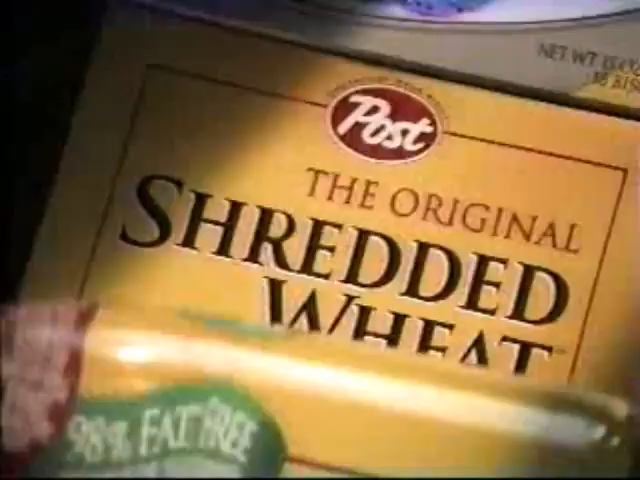 NET WT
Post
THE ORIGINAL
SHREDDED
WHEAT
98% FAT FREE